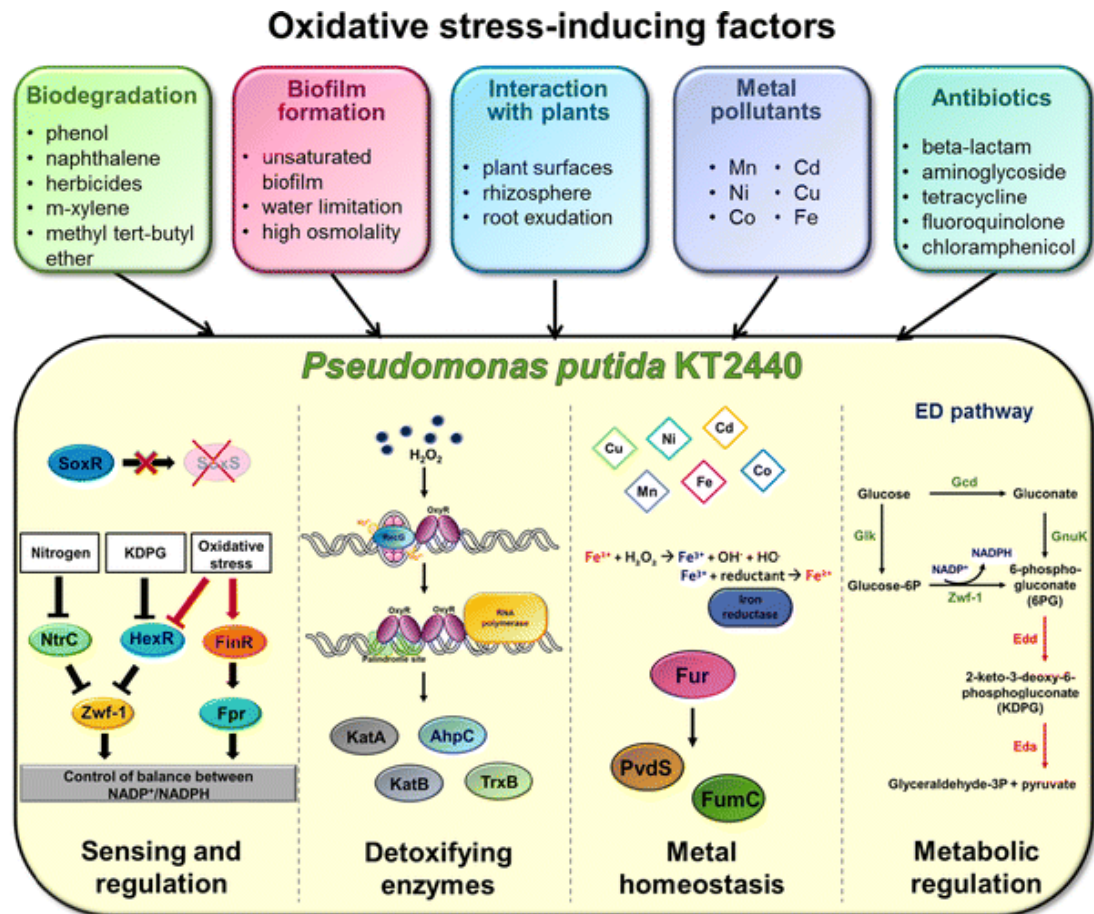 Oxidative stress-inducing factors
Biodegradation
• phenol
• naphthalene
• herbicides
• m-xylene
• methyl tert-butyl
ether
Biofilm
formation
• unsaturated
biofilm
• water limitation
• high osmolality
Interaction
with plants
• plant surfaces
• rhizosphere
• root exudation
Metal
pollutants
• Mn • Cd
• Ni • Cu
• Co • Fe
Antibiotics
• beta-lactam
• aminoglycoside
• tetracycline
• fluoroquinolone
• chloramphenicol
Pseudomonas putida KT2440
SoxR
SoxS
Nitrogen
KDPG
Oxidative
stress
NtrC
HexR
FinR
Zwf-1
Fpr
Control of balance between
NADP⁺/NADPH
Sensing and
regulation
H₂O₂
OxyR
RecG
OxyR
OxyR
RNA
polymerase
Palindromic site
KatA
AhpC
KatB
TrxB
Detoxifying
enzymes
Cu
Ni
Cd
Mn
Fe
Co
Fe²⁺ + H₂O₂ → Fe³⁺ + OH⁻ + HO·
Fe³⁺ + reductant → Fe²⁺
Iron
reductase
Fur
PvdS
FumC
Metal
homeostasis
ED pathway
Glucose
Gcd
Gluconate
Glk
GnuK
NADP⁺
NADPH
Glucose-6P
Zwf-1
6-phospho-
gluconate
(6PG)
Edd
2-keto-3-deoxy-6-
phosphogluconate
(KDPG)
Eda
Glyceraldehyde-3P + pyruvate
Metabolic
regulation